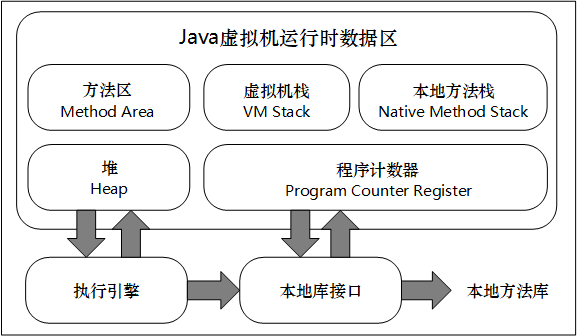 Java虚拟机运行时数据区
方法区
Method Area
虚拟机栈
VM Stack
本地方法栈
Native Method Stack
堆
Heap
程序计数器
Program Counter Register
执行引擎
本地库接口
本地方法库